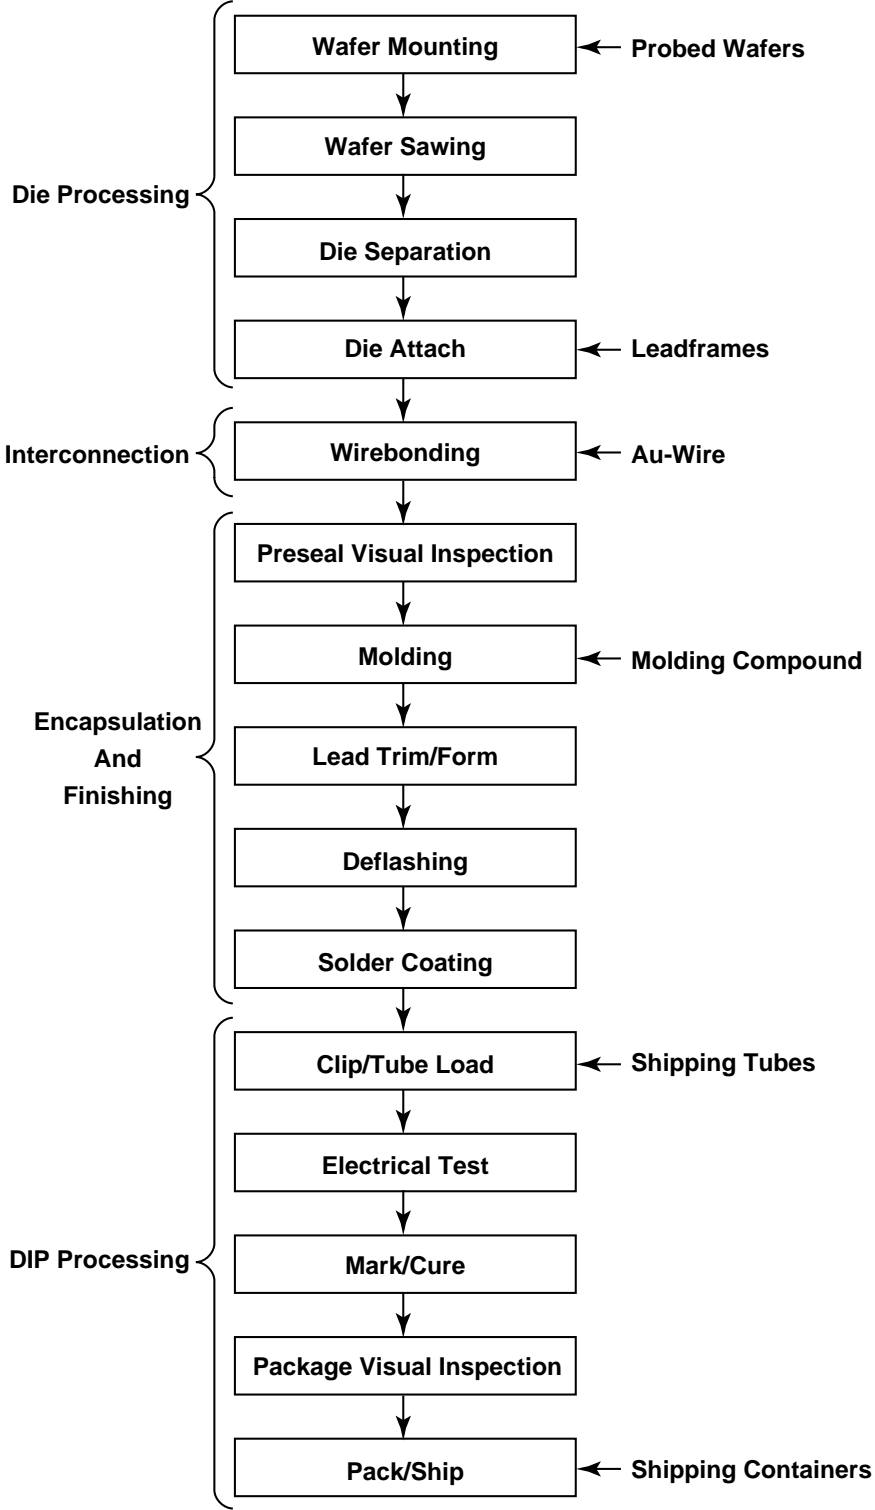 Wafer Mounting
Probed Wafers
Wafer Sawing
Die Processing
Die Separation
Die Attach
Leadframes
Interconnection
Wirebonding
Au-Wire
Preseal Visual Inspection
Molding
Molding Compound
Encapsulation
And
Finishing
Lead Trim/Form
Deflashing
Solder Coating
Clip/Tube Load
Shipping Tubes
Electrical Test
DIP Processing
Mark/Cure
Package Visual Inspection
Pack/Ship
Shipping Containers